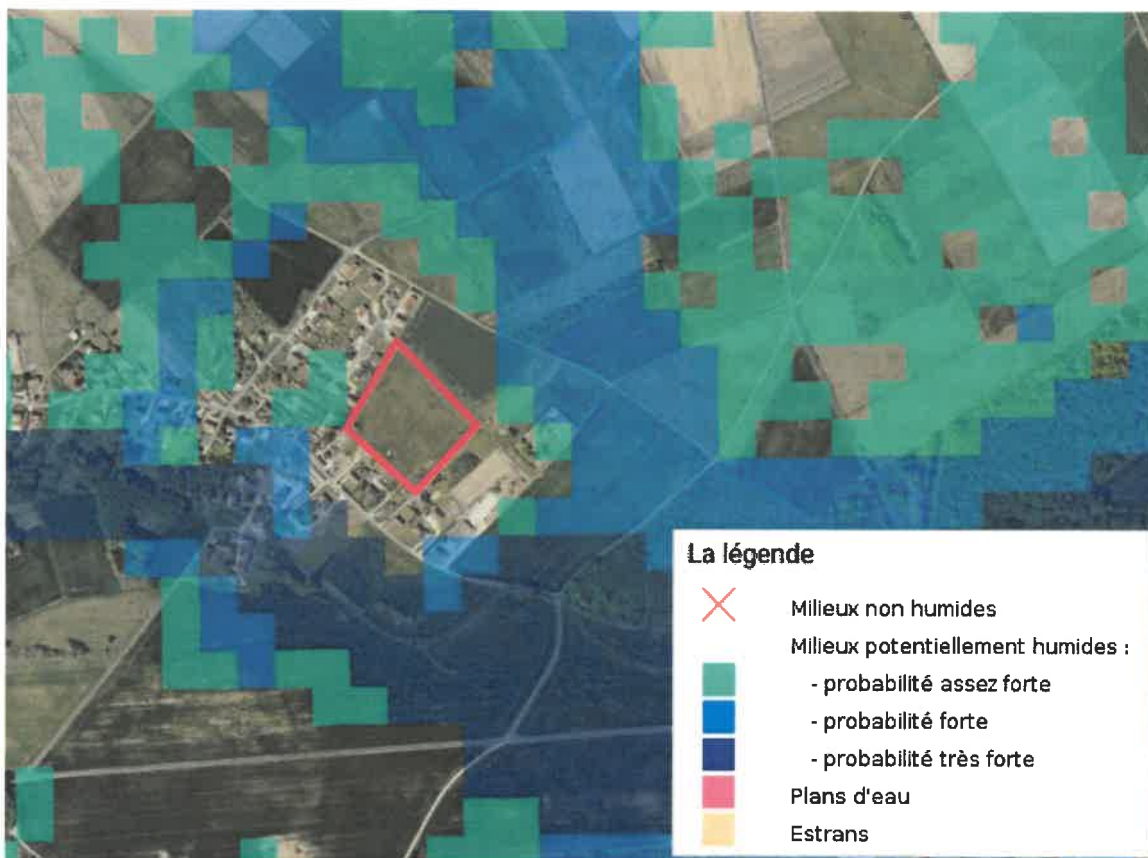 La légende
Milieux non humides
Milieux potentiellement humides :
- probabilité assez forte
- probabilité forte
- probabilité très forte
Plans d'eau
Estrans